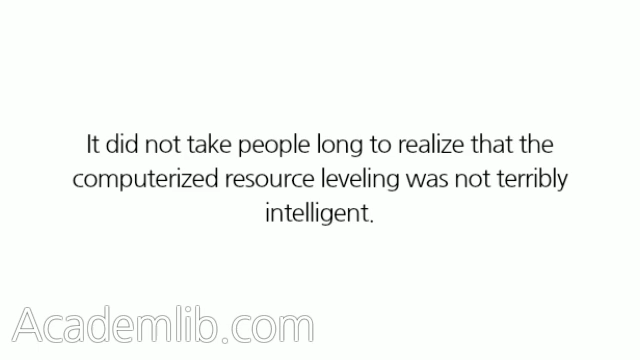 It did not take people long to realize that the
computerized resource leveling was not terribly
intelligent.
Academlib.com